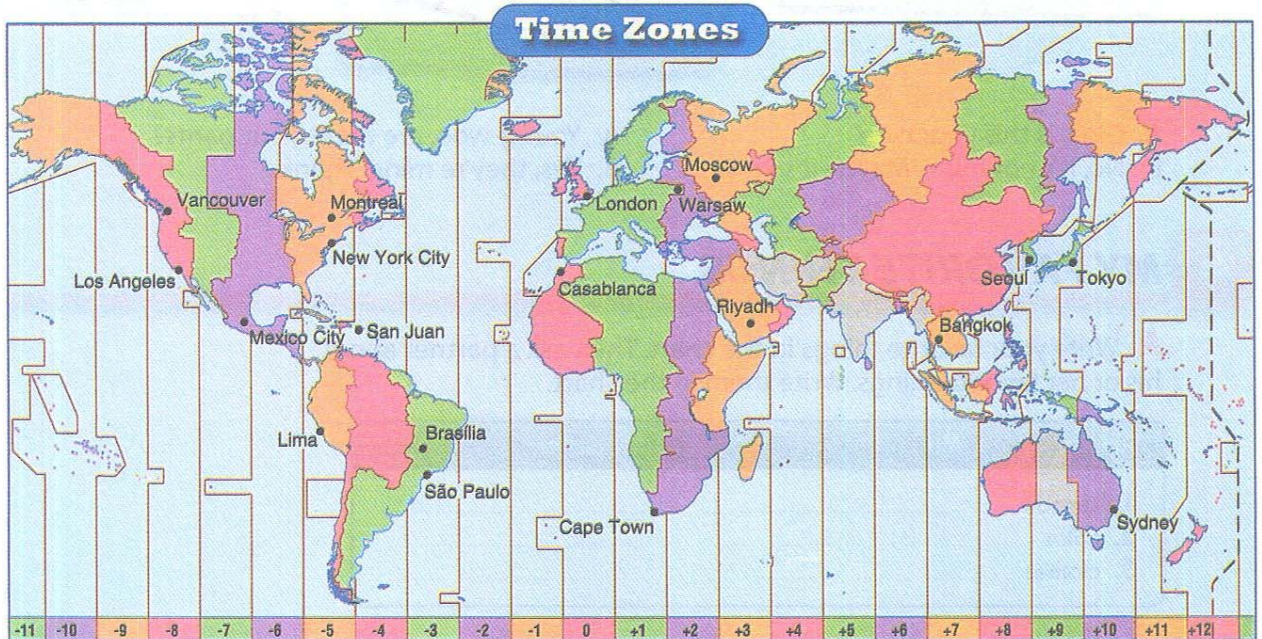 Time Zones
Moscow
Vancouver
Montreal
London
Warsaw
New York City
Los Angeles
Seoul
Tokyo
Casablanca
Riyadh
Mexico City
San Juan
Bangkok
Lima
Brasília
São Paulo
Cape Town
Sydney
-11 -10 -9 -8 -7 -6 -5 -4 -3 -2 -1 0 +1 +2 +3 +4 +5 +6 +7 +8 +9 +10 +11 +12